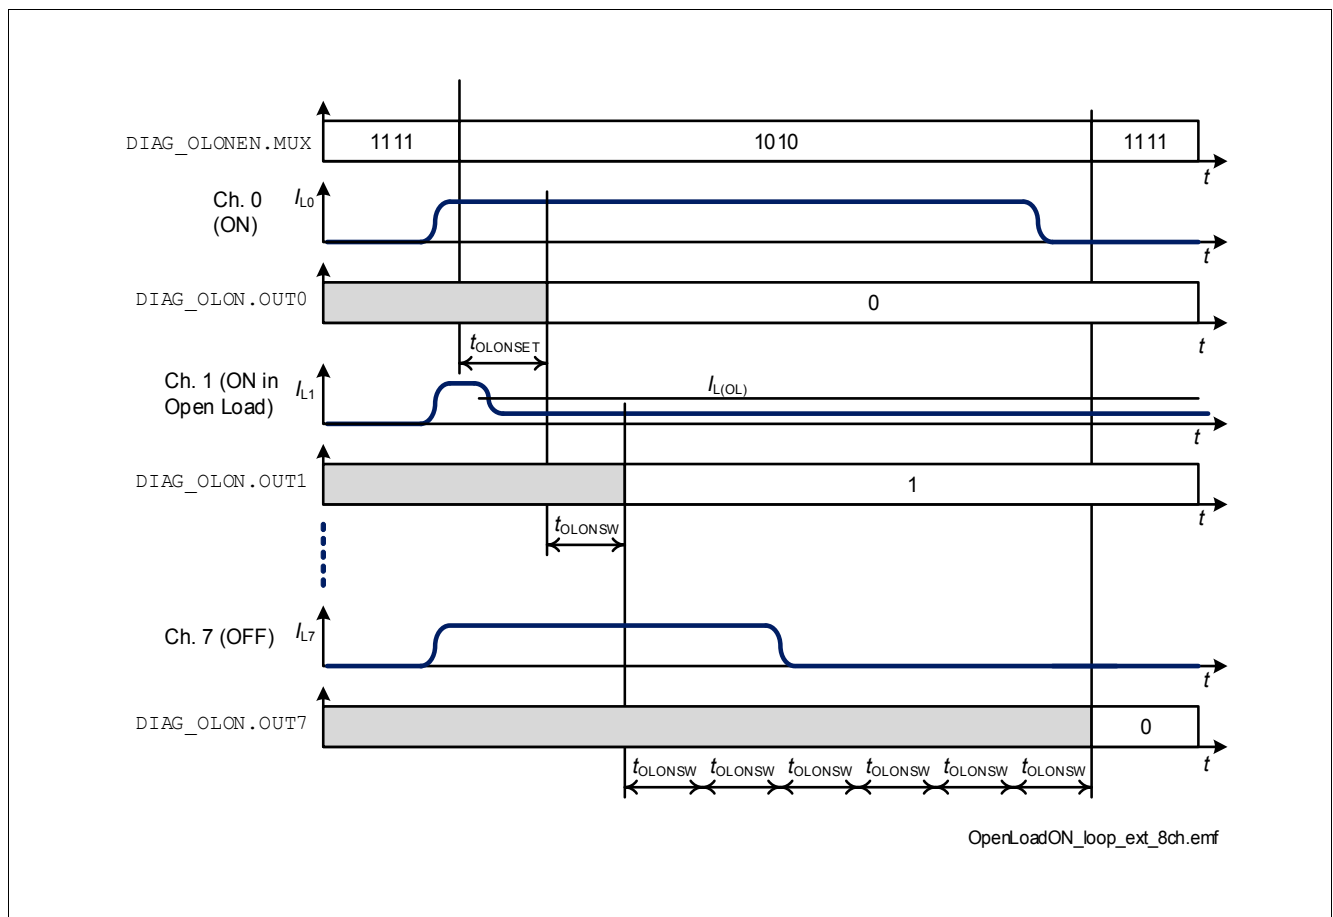 DIAG_OLONEN.MUX
1111
1010
1111
t
Ch. 0
(ON)
IL0
t
DIAG_OLON.OUT0
0
t
tOLONSET
Ch. 1 (ON in
Open Load)
IL1
IL(OL)
t
DIAG_OLON.OUT1
1
t
tOLONSW
Ch. 7 (OFF)
IL7
t
DIAG_OLON.OUT7
0
t
tOLONSW tOLONSW tOLONSW tOLONSW tOLONSW tOLONSW
OpenLoadON_loop_ext_8ch.emf